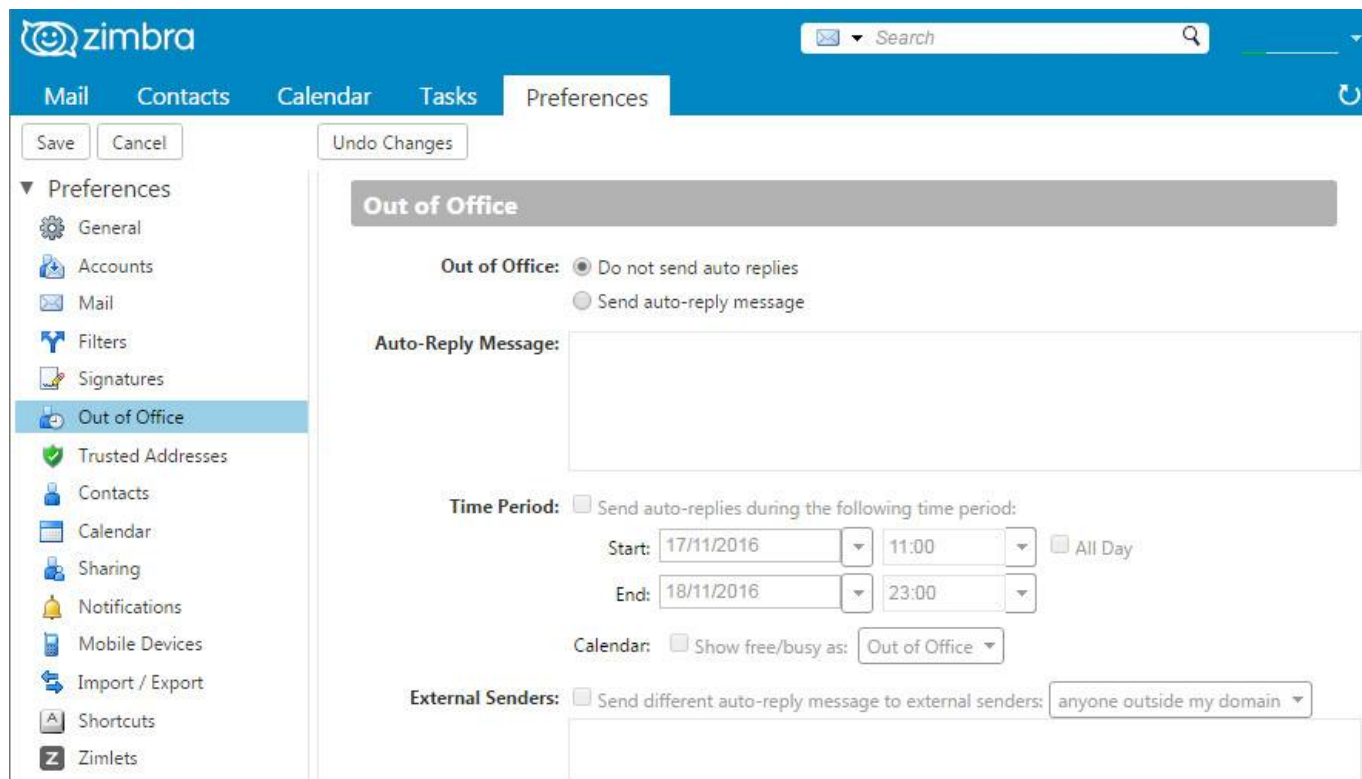 zimbra
Search
Mail Contacts Calendar Tasks Preferences
Save Cancel Undo Changes
Preferences
General
Accounts
Mail
Filters
Signatures
Out of Office
Trusted Addresses
Contacts
Calendar
Sharing
Notifications
Mobile Devices
Import / Export
Shortcuts
Zimlets
Out of Office
Out of Office: Do not send auto replies
Send auto-reply message
Auto-Reply Message:
Time Period: Send auto-replies during the following time period:
Start: 17/11/2016 11:00 All Day
End: 18/11/2016 23:00
Calendar: Show free/busy as: Out of Office
External Senders: Send different auto-reply message to external senders: anyone outside my domain